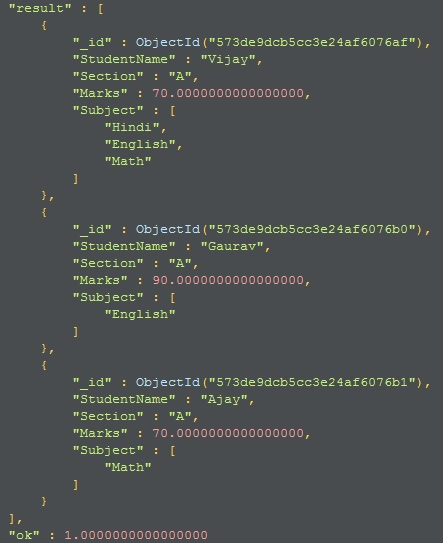 "result" : [
{
"_id" : ObjectId("573de9dcb5cc3e24af6076af"),
"StudentName" : "Vijay",
"Section" : "A",
"Marks" : 70.0000000000000000,
"Subject" : [
"Hindi",
"English",
"Math"
]
},
{
"_id" : ObjectId("573de9dcb5cc3e24af6076b0"),
"StudentName" : "Gaurav",
"Section" : "A",
"Marks" : 90.0000000000000000,
"Subject" : [
"English"
]
},
{
"_id" : ObjectId("573de9dcb5cc3e24af6076b1"),
"StudentName" : "Ajay",
"Section" : "A",
"Marks" : 70.0000000000000000,
"Subject" : [
"Math"
]
}
],
"ok" : 1.0000000000000000